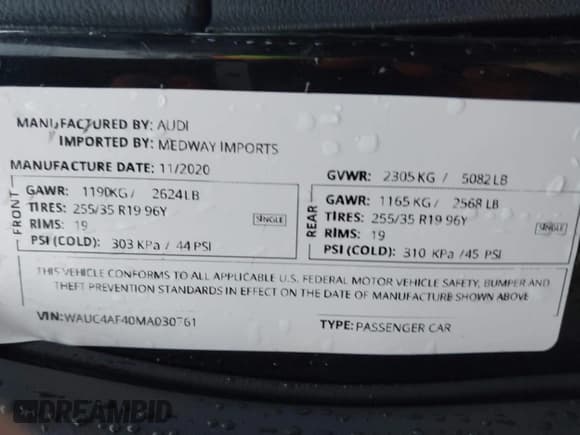 MANUFACTURED BY: AUDI
IMPORTED BY: MEDWAY IMPORTS
MANUFACTURE DATE: 11/2020
GVWR: 2305 KG / 5082 LB
FRONT
GAWR: 1190KG / 2624 LB
TIRES: 255/35 R19 96Y
SINGLE
RIMS: 19
PSI (COLD): 303 KPa / 44 PSI
REAR
GAWR: 1165 KG / 2568 LB
TIRES: 255/35 R19 96Y
SINGLE
RIMS: 19
PSI (COLD): 310 KPa /45 PSI
THIS VEHICLE CONFORMS TO ALL APPLICABLE U.S. FEDERAL MOTOR VEHICLE SAFETY, BUMPER AND
THEFT PREVENTION STANDARDS IN EFFECT ON THE DATE OF MANUFACTURE SHOWN ABOVE
VIN: WAUC4AF40MA030761
TYPE: PASSENGER CAR
DREAMBID